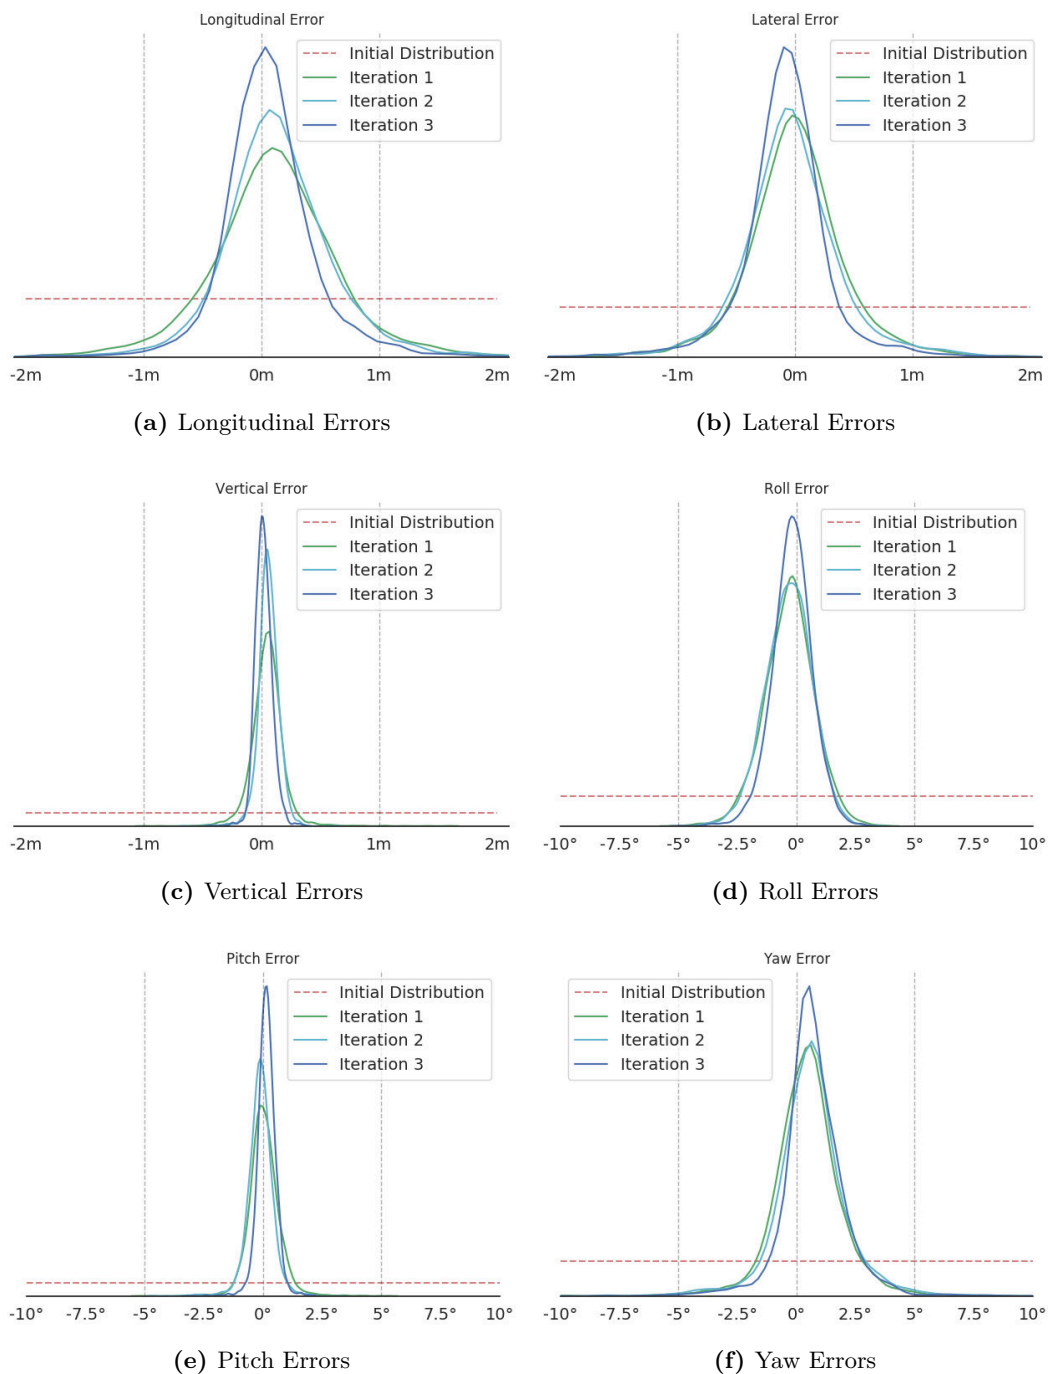 Longitudinal Error
Initial Distribution
Iteration 1
Iteration 2
Iteration 3
-2m -1m 0m 1m 2m
(a) Longitudinal Errors
Lateral Error
Initial Distribution
Iteration 1
Iteration 2
Iteration 3
-2m -1m 0m 1m 2m
(b) Lateral Errors
Vertical Error
Initial Distribution
Iteration 1
Iteration 2
Iteration 3
-2m -1m 0m 1m 2m
(c) Vertical Errors
Roll Error
Initial Distribution
Iteration 1
Iteration 2
Iteration 3
-10° -7.5° -5° -2.5° 0° 2.5° 5° 7.5° 10°
(d) Roll Errors
Pitch Error
Initial Distribution
Iteration 1
Iteration 2
Iteration 3
-10° -7.5° -5° -2.5° 0° 2.5° 5° 7.5° 10°
(e) Pitch Errors
Yaw Error
Initial Distribution
Iteration 1
Iteration 2
Iteration 3
-10° -7.5° -5° -2.5° 0° 2.5° 5° 7.5° 10°
(f) Yaw Errors